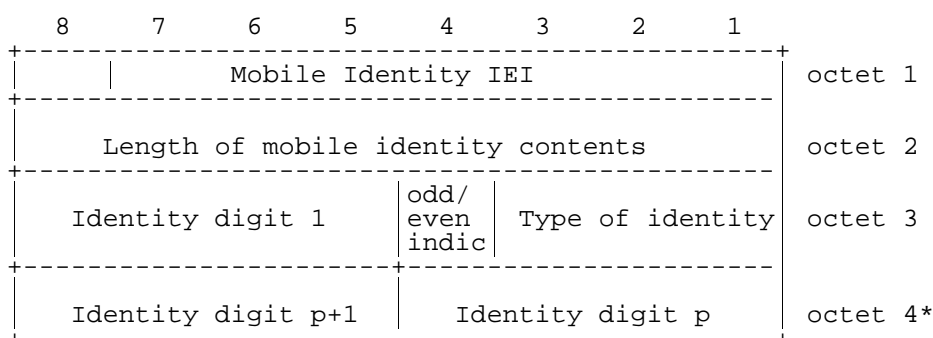 8 7 6 5 4 3 2 1
Mobile Identity IEI octet 1
Length of mobile identity contents octet 2
odd/
Identity digit 1 even Type of identity octet 3
indic
Identity digit p+1 Identity digit p octet 4*